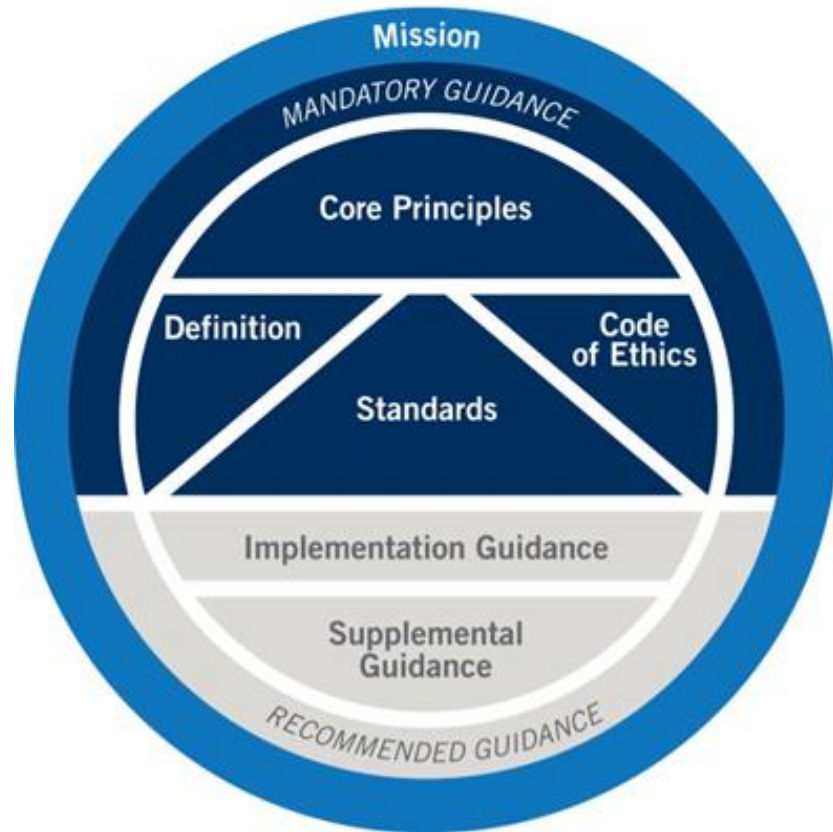 Mission
MANDATORY GUIDANCE
Core Principles
Definition
Code
of Ethics
Standards
Implementation Guidance
Supplemental
Guidance
RECOMMENDED GUIDANCE